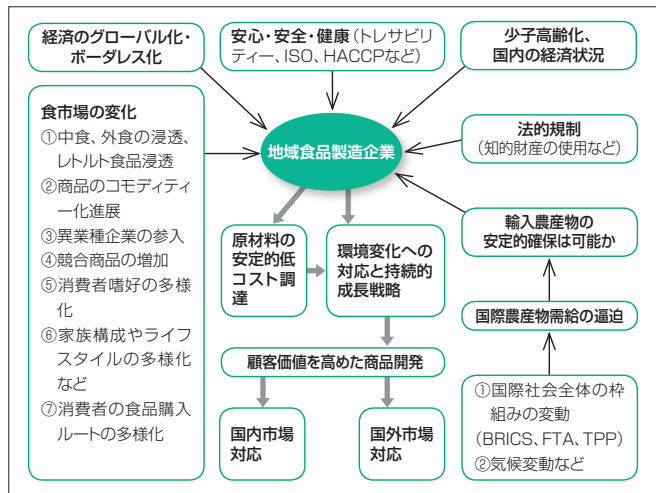 経済のグローバル化・
ボーダレス化
安心・安全・健康（トレサビリ
ティー、ISO、HACCPなど）
少子高齢化、
国内の経済状況
食市場の変化
①中食、外食の浸透、
レトルト食品浸透
②商品のコモディティ
ー化進展
③異業種企業の参入
④競合商品の増加
⑤消費者嗜好の多様
化
⑥家族構成やライフ
スタイルの多様化
など
⑦消費者の食品購入
ルートの多様化
地域食品製造企業
法的規制
（知的財産の使用など）
輸入農産物の
安定的確保は可能か
原材料の
安定的低
コスト調
達
環境変化への
対応と持続的
成長戦略
国際農産物需給の逼迫
顧客価値を高めた商品開発
①国際社会全体の枠
組みの変動
（BRICS、FTA、TPP）
②気候変動など
国内市場
対応
国外市場
対応